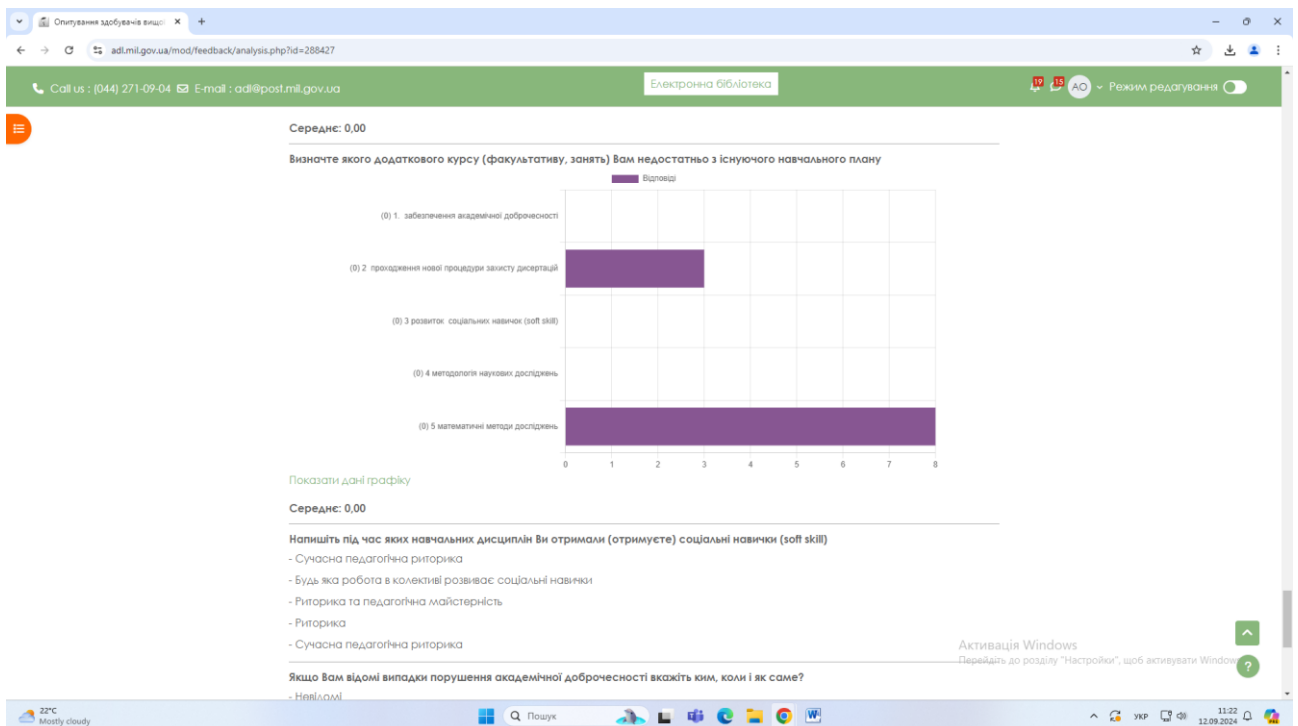 Опитування здобувачів вищої
adl.mil.gov.ua/mod/feedback/analysis.php?id=288427
Call us : (044) 271-09-04 E-mail : adl@post.mil.gov.ua
Електронна бібліотека
19 15 АО Режим редагування
Середнє: 0,00
Визначте якого додаткового курсу (факультативу, занять) Вам недостатньо з існуючого навчального плану
Відповіді
(0) 1. забезпечення академічної доброчесності
(0) 2 проходження нової процедури захисту дисертацій
(0) 3 розвиток соціальних навичок (soft skill)
(0) 4 методологія наукових досліджень
(0) 5 математичні методи досліджень
0 1 2 3 4 5 6 7 8
Показати дані графіку
Середнє: 0,00
Напишіть під час яких навчальних дисциплін Ви отримали (отримуєте) соціальні навички (soft skill)
- Сучасна педагогічна риторика
- Будь яка робота в колективі розвиває соціальні навички
- Риторика та педагогічна майстерність
- Риторика
- Сучасна педагогічна риторика
Активація Windows
Перейдіть до розділу "Настройки", щоб активувати Window
?
Якщо Вам відомі випадки порушення академічної доброчесності вкажіть ким, коли і як саме?
- Невідомі
22°C
Mostly cloudy
Пошук
УКР
11:22
12.09.2024